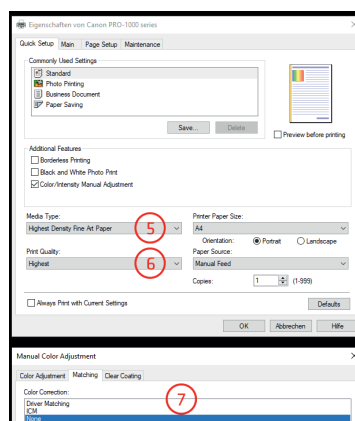 Eigenschaften von Canon PRO-1000 series
Quick Setup Main Page Setup Maintenance
Commonly Used Settings
Standard
Photo Printing
Business Document
Paper Saving
Save... Delete
Preview before printing
Additional Features
Borderless Printing
Black and White Photo Print
Color/Intensity Manual Adjustment
Media Type: Printer Paper Size:
Highest Density Fine Art Paper 5 A4
Orientation: Portrait Landscape
Print Quality: Paper Source:
Highest 6 Manual Feed
Copies: 1 (1-999)
Always Print with Current Settings Defaults
OK Abbrechen Hilfe
Manual Color Adjustment
Color Adjustment Matching Clear Coating
Color Correction: 7
Driver Matching
ICM
None